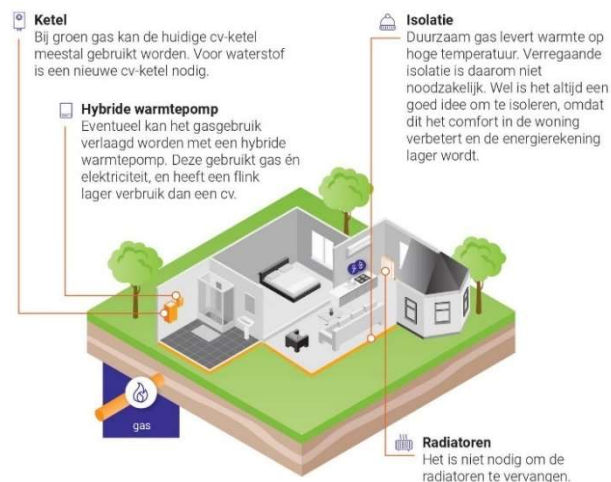 Ketel
Bij groen gas kan de huidige cv-ketel
meestal gebruikt worden. Voor waterstof
is een nieuwe cv-ketel nodig.
Hybride warmtepomp
Eventueel kan het gasgebruik
verlaagd worden met een hybride
warmtepomp. Deze gebruikt gas én
elektriciteit, en heeft een flink
lager verbruik dan een cv.
Isolatie
Duurzaam gas levert warmte op
hoge temperatuur. Verregaande
isolatie is daarom niet
noodzakelijk. Wel is het altijd een
goed idee om te isoleren, omdat
dit het comfort in de woning
verbetert en de energierekening
lager wordt.
gas
Radiatoren
Het is niet nodig om de
radiatoren te vervangen.